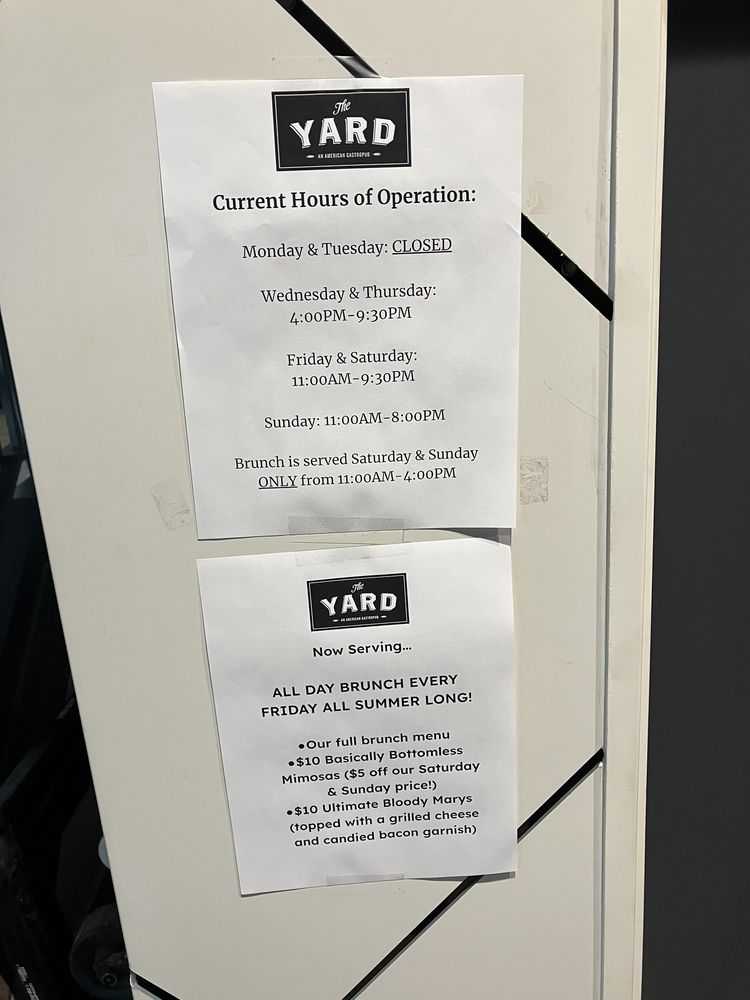 The
YARD
AN AMERICAN GASTROPUB
Current Hours of Operation:
Monday & Tuesday: CLOSED
Wednesday & Thursday:
4:00PM-9:30PM
Friday & Saturday:
11:00AM-9:30PM
Sunday: 11:00AM-8:00PM
Brunch is served Saturday & Sunday
ONLY from 11:00AM-4:00PM
The
YARD
AN AMERICAN GASTROPUB
Now Serving...
ALL DAY BRUNCH EVERY
FRIDAY ALL SUMMER LONG!
•Our full brunch menu
•$10 Basically Bottomless
Mimosas ($5 off our Saturday
& Sunday price!)
•$10 Ultimate Bloody Marys
(topped with a grilled cheese
and candied bacon garnish)